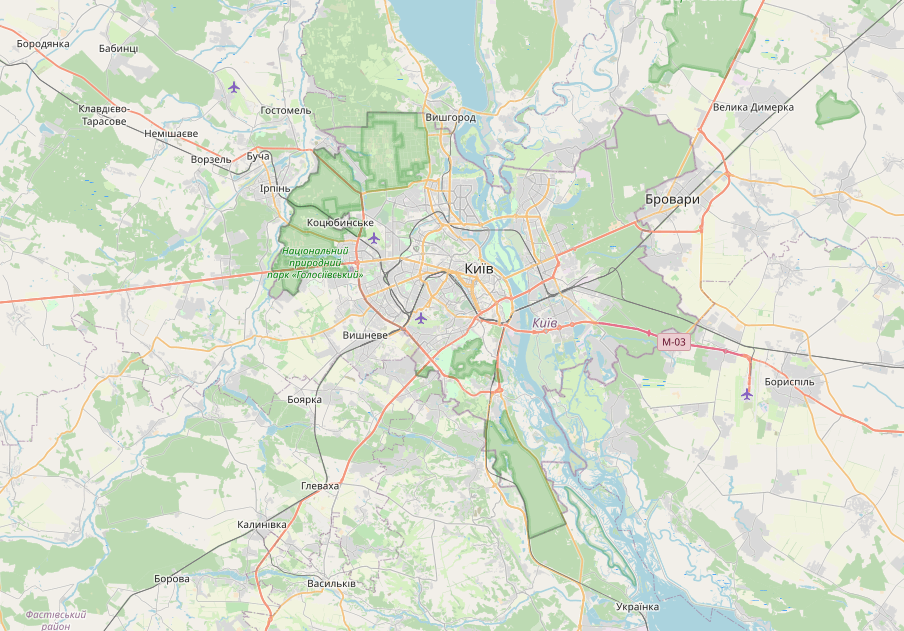 Бородянка
Бабинці
Клавдієво-
Тарасове
Гостомель
Вишгород
Велика Димерка
Немішаєве
Ворзель
Буча
Ірпінь
Бровари
Коцюбинське
Національний
природний
парк «Голосіївський»
Київ
Київ
Вишневе
М-03
Бориспіль
Боярка
Глеваха
Калинівка
Борова
Васильків
Українка
Фастівський
район